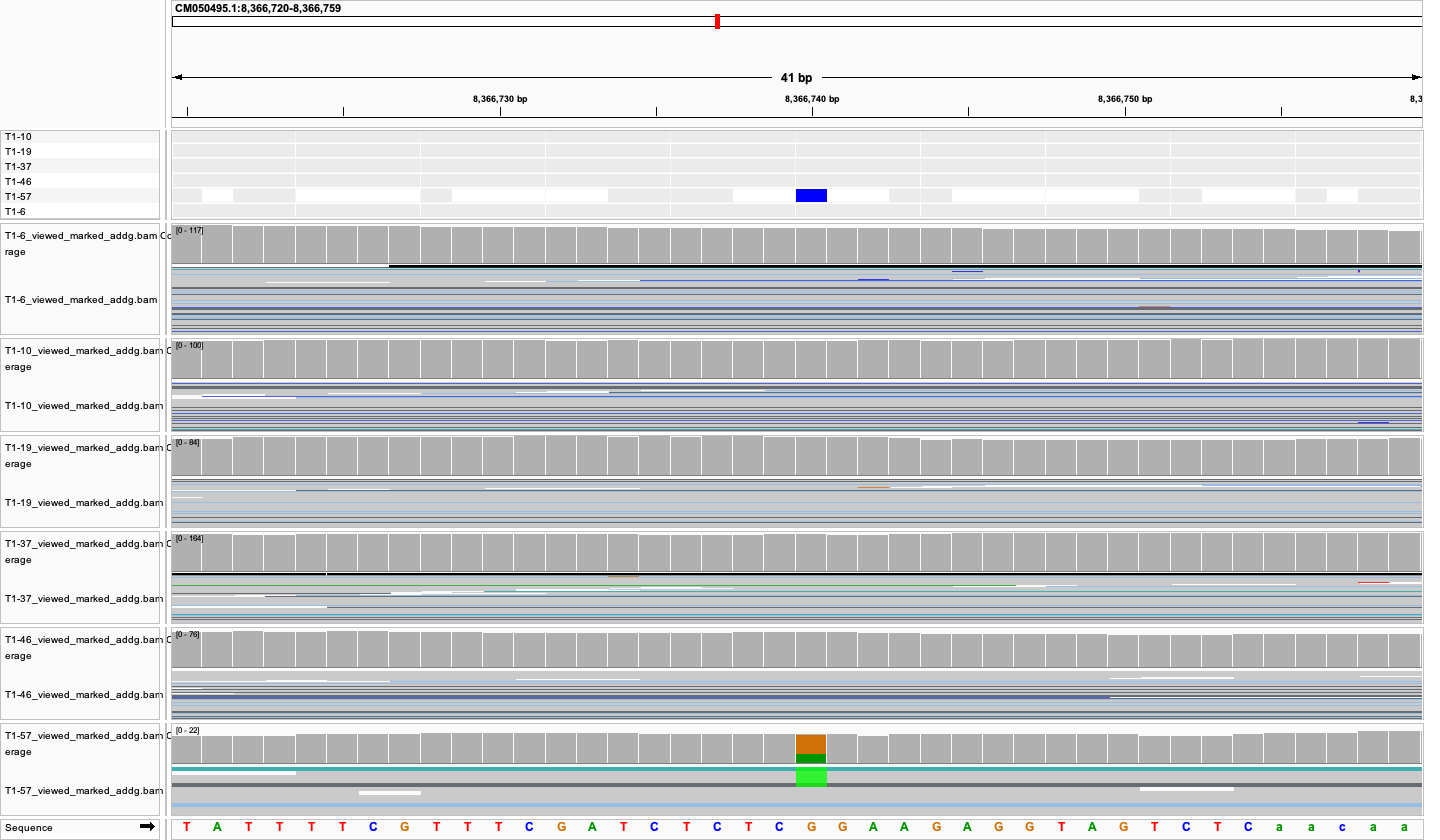 CM050495.1:8,366,720-8,366,759
41 bp
8,366,730 bp 8,366,740 bp 8,366,750 bp 8,3
T1-10
T1-19
T1-37
T1-46
T1-57
T1-6
T1-6_viewed_marked_addg.bam Co
rage
[0 - 117]
T1-6_viewed_marked_addg.bam
T1-10_viewed_marked_addg.bam C
erage
[0 - 100]
T1-10_viewed_marked_addg.bam
T1-19_viewed_marked_addg.bam C
erage
[0 - 84]
T1-19_viewed_marked_addg.bam
T1-37_viewed_marked_addg.bam C
erage
[0 - 164]
T1-37_viewed_marked_addg.bam
T1-46_viewed_marked_addg.bam C
erage
[0 - 76]
T1-46_viewed_marked_addg.bam
T1-57_viewed_marked_addg.bam C
erage
[0 - 22]
T1-57_viewed_marked_addg.bam
Sequence T A T T T T C G T T T C G A T C T C T C G G A A G A G G T A G T C T C a a c a a